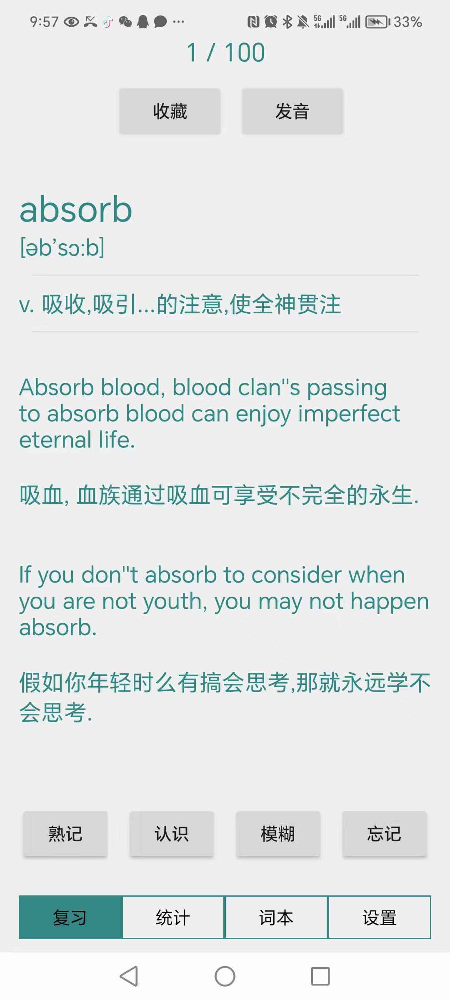 9:57
5G 5G 33%
1 / 100
收藏 发音
absorb
[əb’sɔ:b]
v. 吸收,吸引...的注意,使全神贯注
Absorb blood, blood clan"s passing
to absorb blood can enjoy imperfect
eternal life.
吸血, 血族通过吸血可享受不完全的永生.
If you don"t absorb to consider when
you are not youth, you may not happen
absorb.
假如你年轻时么有搞会思考,那就永远学不
会思考.
熟记 认识 模糊 忘记
复习 统计 词本 设置